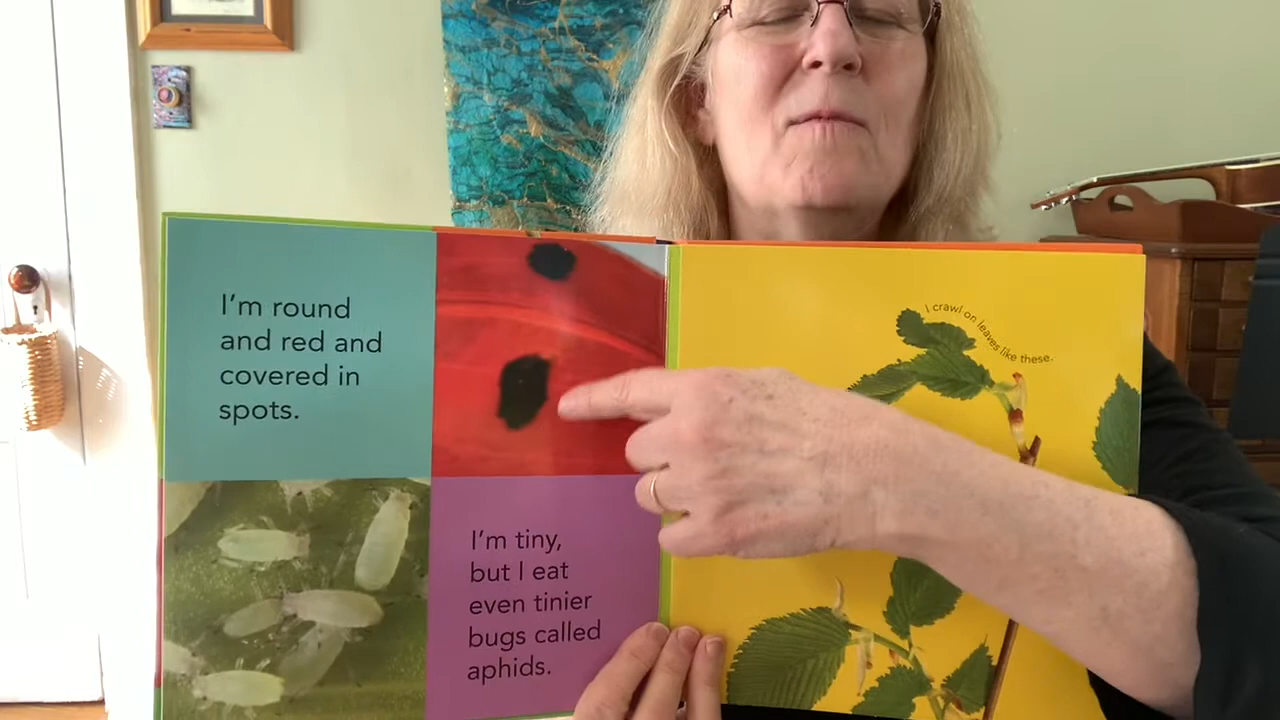 I'm round
and red and
covered in
spots.
I'm tiny,
but I eat
even tinier
bugs called
aphids.
I crawl on leaves like these.